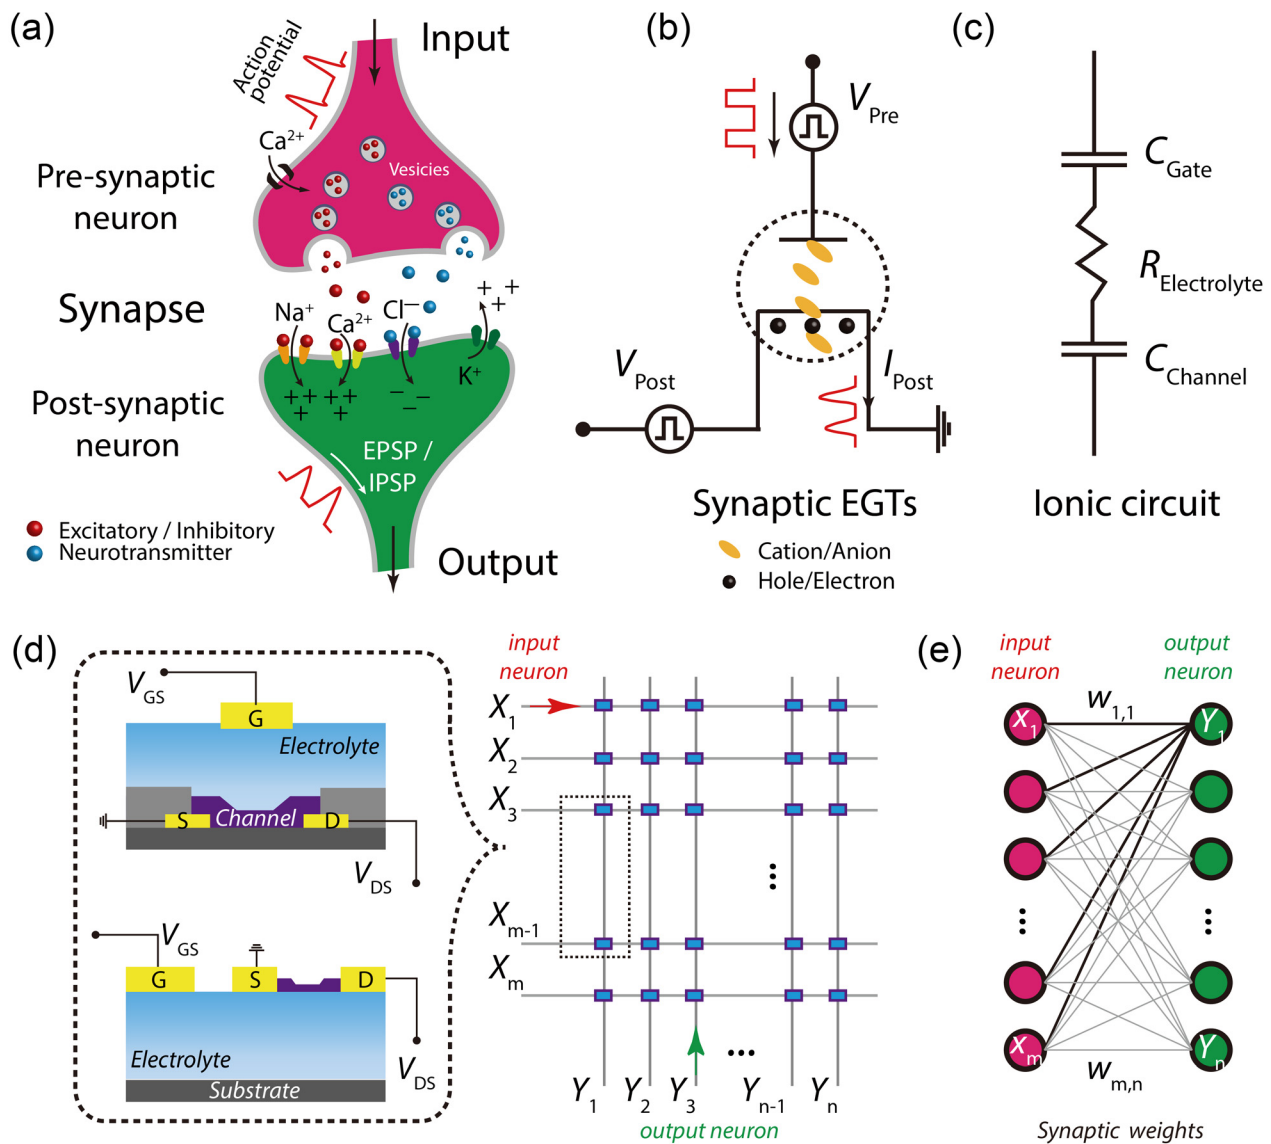 (a)
Input
Action
potential
Ca2+
Vesicies
Pre-synaptic
neuron
Synapse
Na+
Ca2+
Cl−
+ +
+
K+
++ ++
+ +
− −
−
Post-synaptic
neuron
EPSP /
IPSP
Excitatory / Inhibitory
Neurotransmitter
Output
(b)
VPre
VPost
IPost
Synaptic EGTs
Cation/Anion
Hole/Electron
(c)
CGate
RElectrolyte
CChannel
Ionic circuit
(d)
VGS
G
Electrolyte
S
Channel
D
VDS
VGS
G
S
D
Electrolyte
VDS
Substrate
input
neuron
X1
X2
X3
Xm-1
Xm
Y1 Y2 Y3 Yn-1 Yn
output neuron
(e)
input
neuron
output
neuron
x1
w1,1
Y1
xm
wm,n
Yn
Synaptic weights